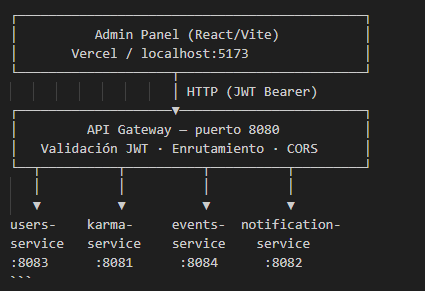 Admin Panel (React/Vite)
Vercel / localhost:5173
HTTP (JWT Bearer)
API Gateway — puerto 8080
Validación JWT · Enrutamiento · CORS
users- karma- events- notification-
service service service service
:8083 :8081 :8084 :8082
```